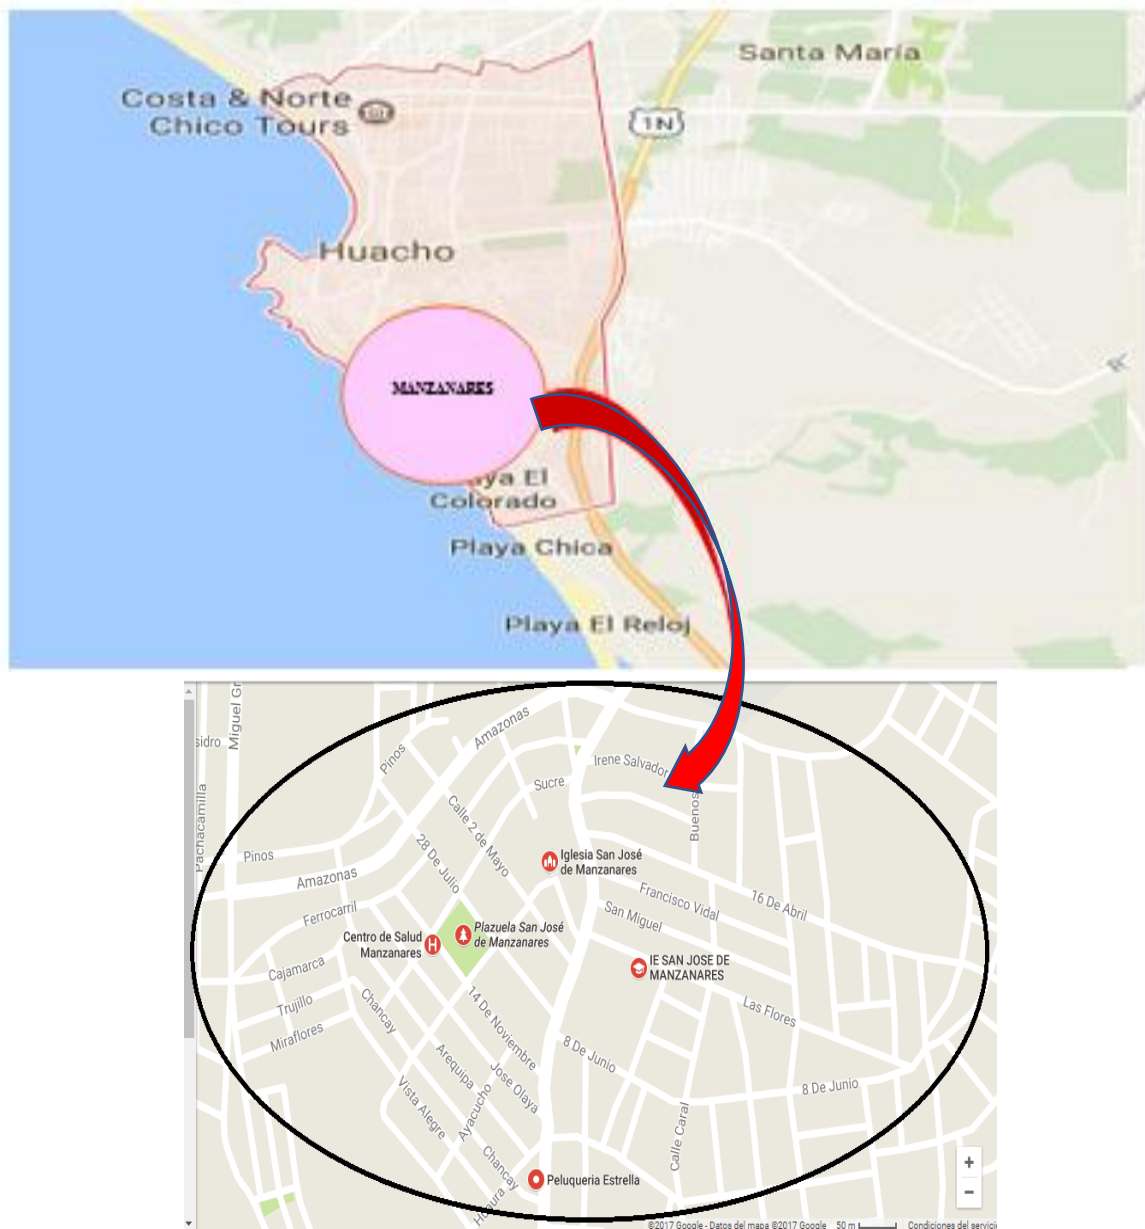 Santa María
Costa & Norte
Chico Tours
1N
Huacho
MANZANARES
aya El
Colorado
Playa Chica
Playa El Reloj
Miguel Gr
sidro
Pinos
Amazonas
Irene Salvador
Sucre
Pachacamilla
Calle 2 de Mayo
Buenos
28 De Julio
Pinos
Iglesia San José
de Manzanares
Amazonas
Francisco Vidal
16 De Abril
Ferrocarril
San Miguel
Plazuela San José
de Manzanares
Centro de Salud
Manzanares
H
IE SAN JOSE DE
MANZANARES
Cajamarca
Trujillo
Chancay
14 De Noviembre
Las Flores
Miraflores
8 De Junio
Arequipa
Jose Olaya
8 De Junio
Vista Alegre
Ayacucho
Calle Caral
Chancay
Peluqueria Estrella
Huaura
+
−
©2017 Google - Datos del mapa ©2017 Google 50 m Condiciones del servici